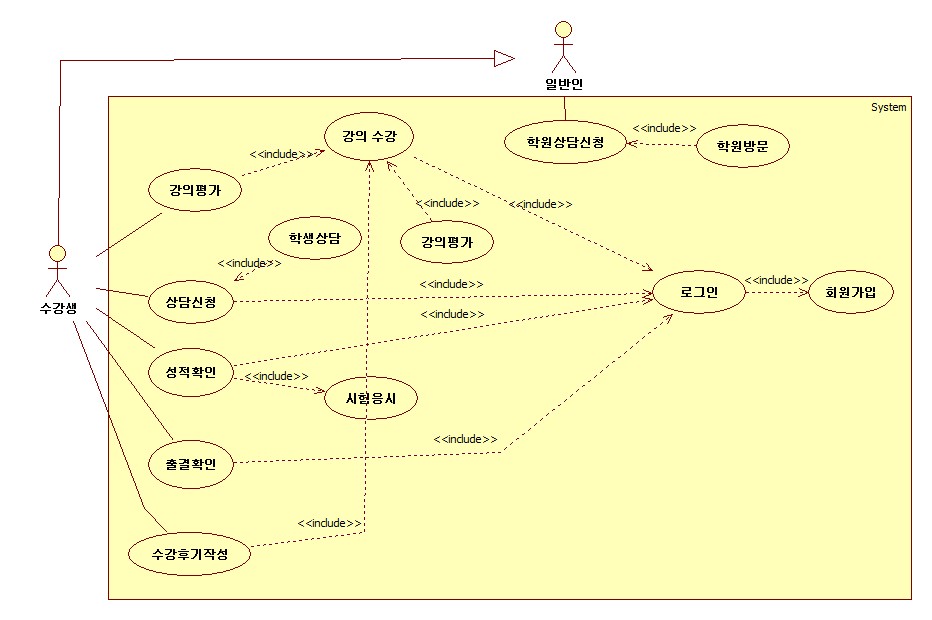 일반인
System
강의 수강
학원상담신청
<<include>>
학원방문
<<include>>
강의평가
<<include>>
<<include>>
학생상담
강의평가
<<include>>
수강생
상담신청
<<include>>
로그인
<<include>>
회원가입
<<include>>
성적확인
<<include>>
시험응시
<<include>>
출결확인
<<include>>
수강후기작성